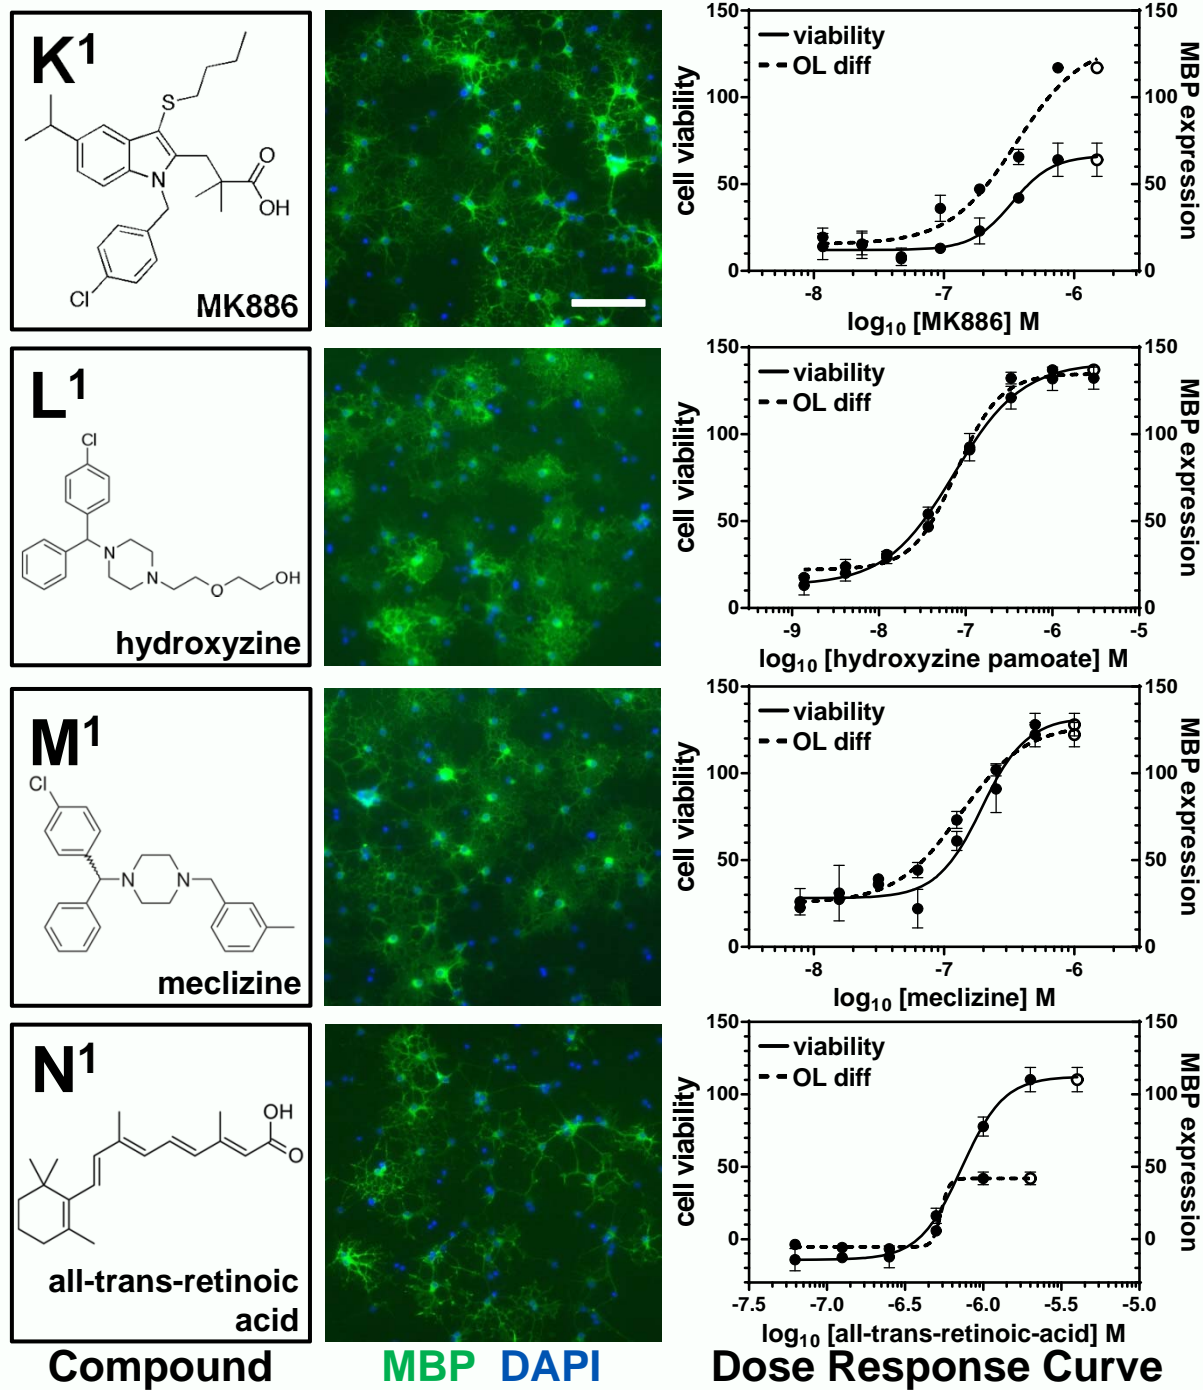 K¹
S
N
O
OH
Cl
MK886
150
100
50
0
cell viability
viability
OL diff
150
100
50
0
MBP expression
-8
-7
-6
log₁₀ [MK886] M
L¹
Cl
N
N
O
OH
hydroxyzine
150
100
50
0
cell viability
viability
OL diff
150
100
50
0
MBP expression
-9
-8
-7
-6
-5
log₁₀ [hydroxyzine pamoate] M
M¹
Cl
N
N
meclizine
150
100
50
0
cell viability
viability
OL diff
150
100
50
0
MBP expression
-8
-7
-6
log₁₀ [meclizine] M
N¹
OH
O
all-trans-retinoic
acid
150
100
50
0
cell viability
viability
OL diff
150
100
50
0
MBP expression
-7.5
-7.0
-6.5
-6.0
-5.5
-5.0
log₁₀ [all-trans-retinoic-acid] M
Compound
MBP DAPI
Dose Response Curve